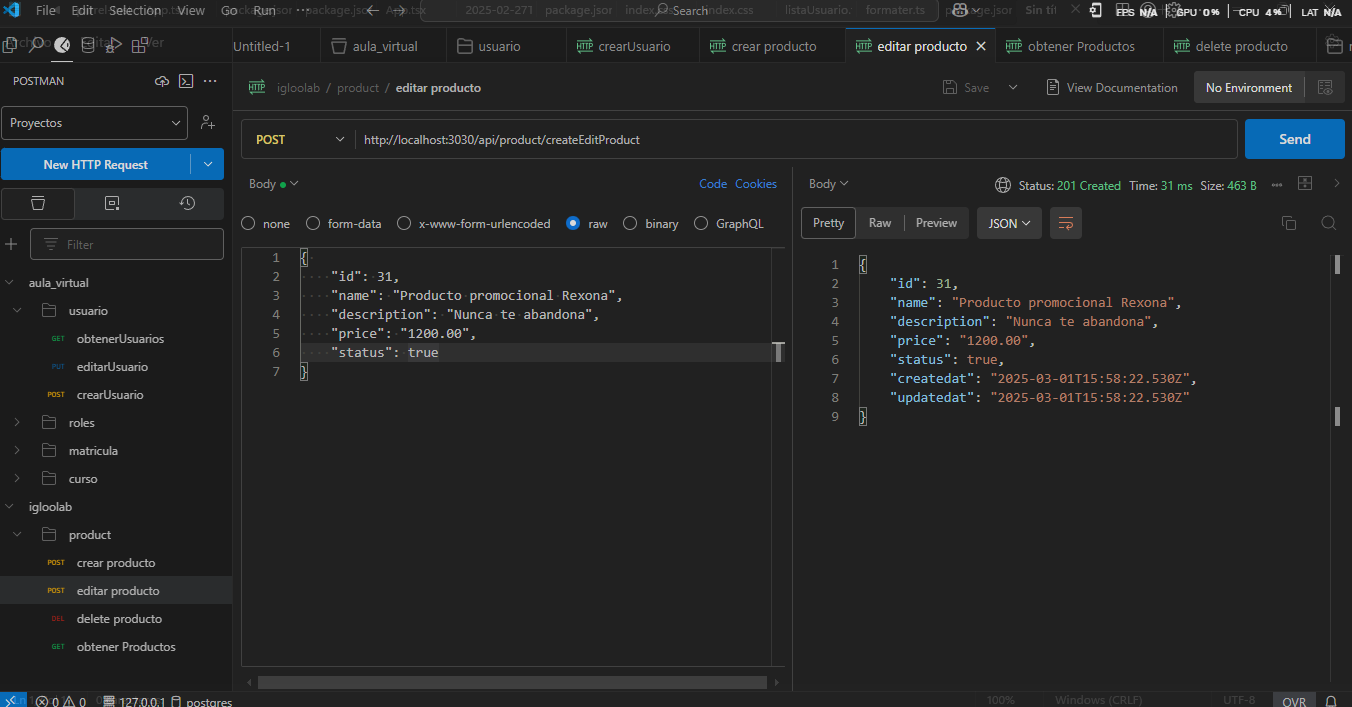 File Edit Selection View Go Run ··· Search FPS N/A GPU 0% CPU 4% LAT N/A
Untitled-1 aula_virtual usuario crearUsuario crear producto editar producto obtener Productos delete producto
POSTMAN
igloolab / product / editar producto Save View Documentation No Environment
Proyectos
POST http://localhost:3030/api/product/createEditProduct Send
New HTTP Request
Body Code Cookies
Body Status: 201 Created Time: 31 ms Size: 463 B
none form-data x-www-form-urlencoded raw binary GraphQL
Pretty Raw Preview JSON
Filter
1 {
2 "id": 31,
3 "name": "Producto promocional Rexona",
4 "description": "Nunca te abandona",
5 "price": "1200.00",
6 "status": true
7 }
1 {
2 "id": 31,
3 "name": "Producto promocional Rexona",
4 "description": "Nunca te abandona",
5 "price": "1200.00",
6 "status": true,
7 "createdat": "2025-03-01T15:58:22.530Z",
8 "updatedat": "2025-03-01T15:58:22.530Z"
9 }
aula_virtual
usuario
GET obtenerUsuarios
PUT editarUsuario
POST crearUsuario
roles
matricula
curso
igloolab
product
POST crear producto
POST editar producto
DEL delete producto
GET obtener Productos
0 0 127.0.0.1 postgres 100% Windows (CRLF) UTF-8 OVR